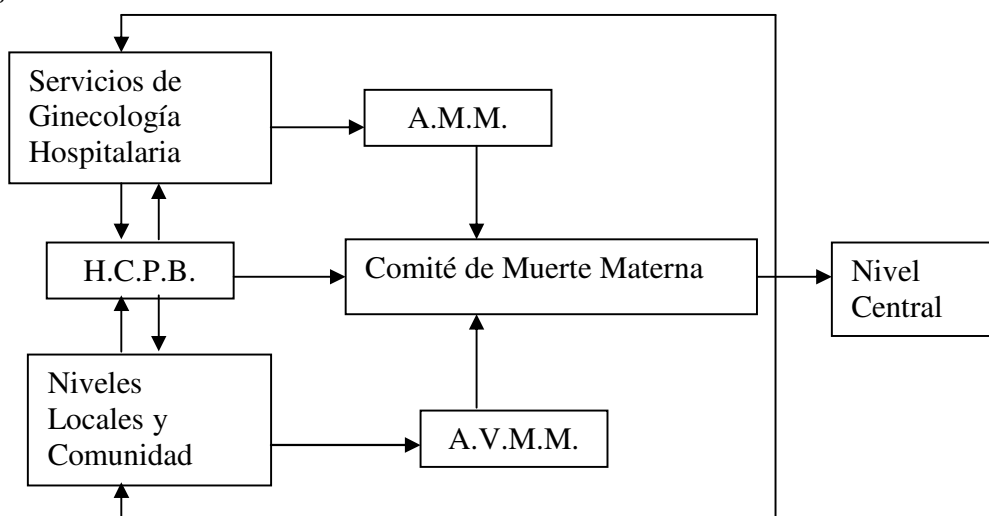 Servicios de
Ginecología
Hospitalaria
A.M.M.
H.C.P.B.
Comité de Muerte Materna
Nivel
Central
Niveles
Locales y
Comunidad
A.V.M.M.